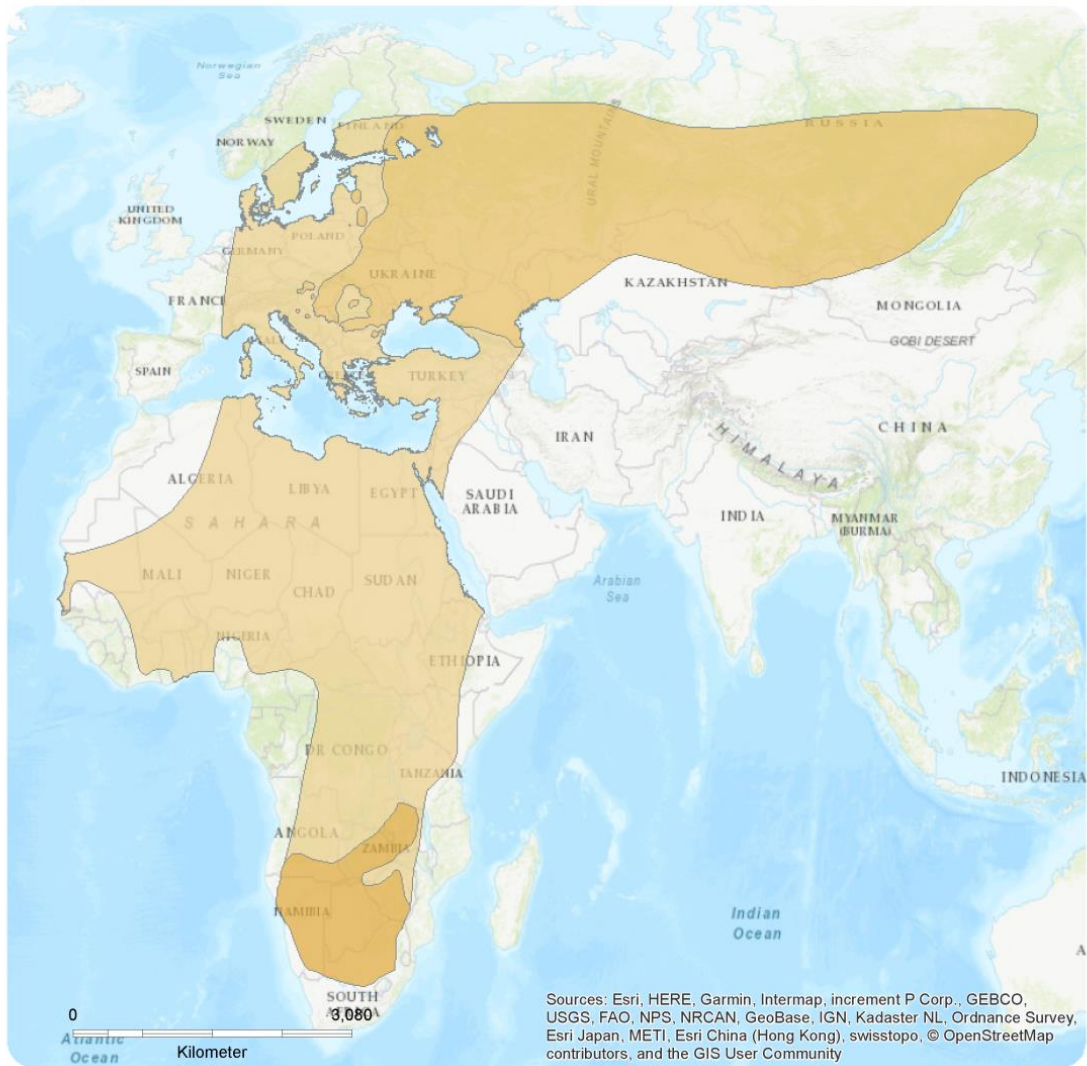 Norwegian
Sea
SWEDEN
FINLAND
NORWAY
RUSSIA
URAL MOUNTAINS
UNITED
KINGDOM
POLAND
GERMANY
UKRAINE
FRANCE
KAZAKHSTAN
MONGOLIA
GOBI DESERT
ITALY
SPAIN
GREECE
TURKEY
CHINA
IRAN
HIMALAYA
ALGERIA
LIBYA
EGYPT
SAUDI
ARABIA
SAHARA
INDIA
MYANMAR
(BURMA)
MALI
NIGER
CHAD
SUDAN
Arabian
Sea
NIGERIA
ETHIOPIA
DR CONGO
TANZANIA
INDONESIA
ANGOLA
ZAMBIA
NAMIBIA
Indian
Ocean
A
SOUTH
AFRICA
0
3,080
Kilometer
Atlantic
Ocean
Sources: Esri, HERE, Garmin, Intermap, increment P Corp., GEBCO,
USGS, FAO, NPS, NRCAN, GeoBase, IGN, Kadaster NL, Ordnance Survey,
Esri Japan, METI, Esri China (Hong Kong), swisstopo, © OpenStreetMap
contributors, and the GIS User Community